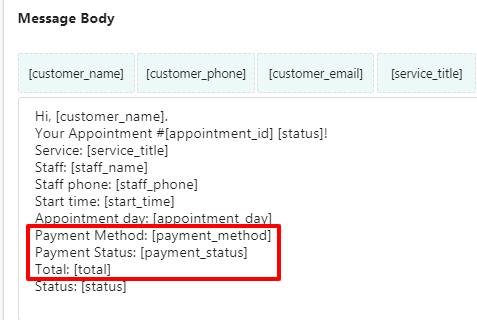 Message Body
[customer_name] [customer_phone] [customer_email] [service_title]
Hi, [customer_name].
Your Appointment #[appointment_id] [status]!
Service: [service_title]
Staff: [staff_name]
Staff phone: [staff_phone]
Start time: [start_time]
Appointment day: [appointment_day]
Payment Method: [payment_method]
Payment Status: [payment_status]
Total: [total]
Status: [status]